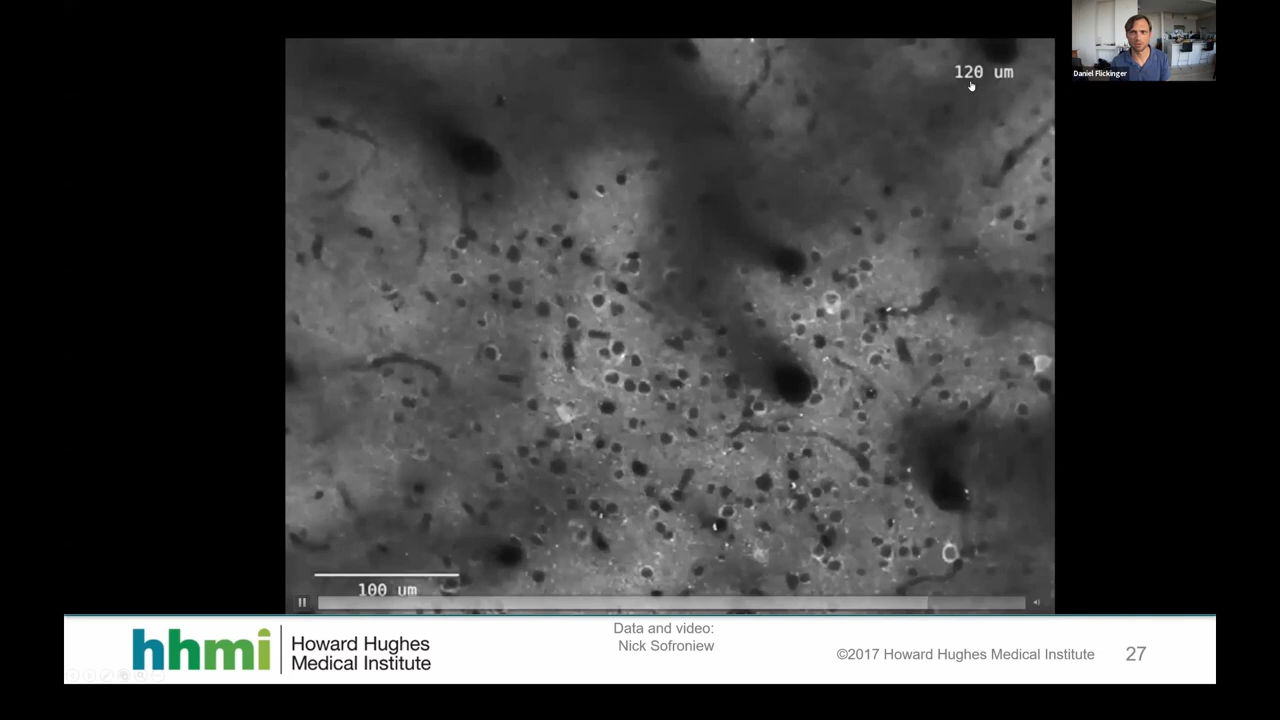 120 um
Daniel Flickinger
100 um
hhmi
Howard Hughes
Medical Institute
Data and video:
Nick Sofroniew
©2017 Howard Hughes Medical Institute
27